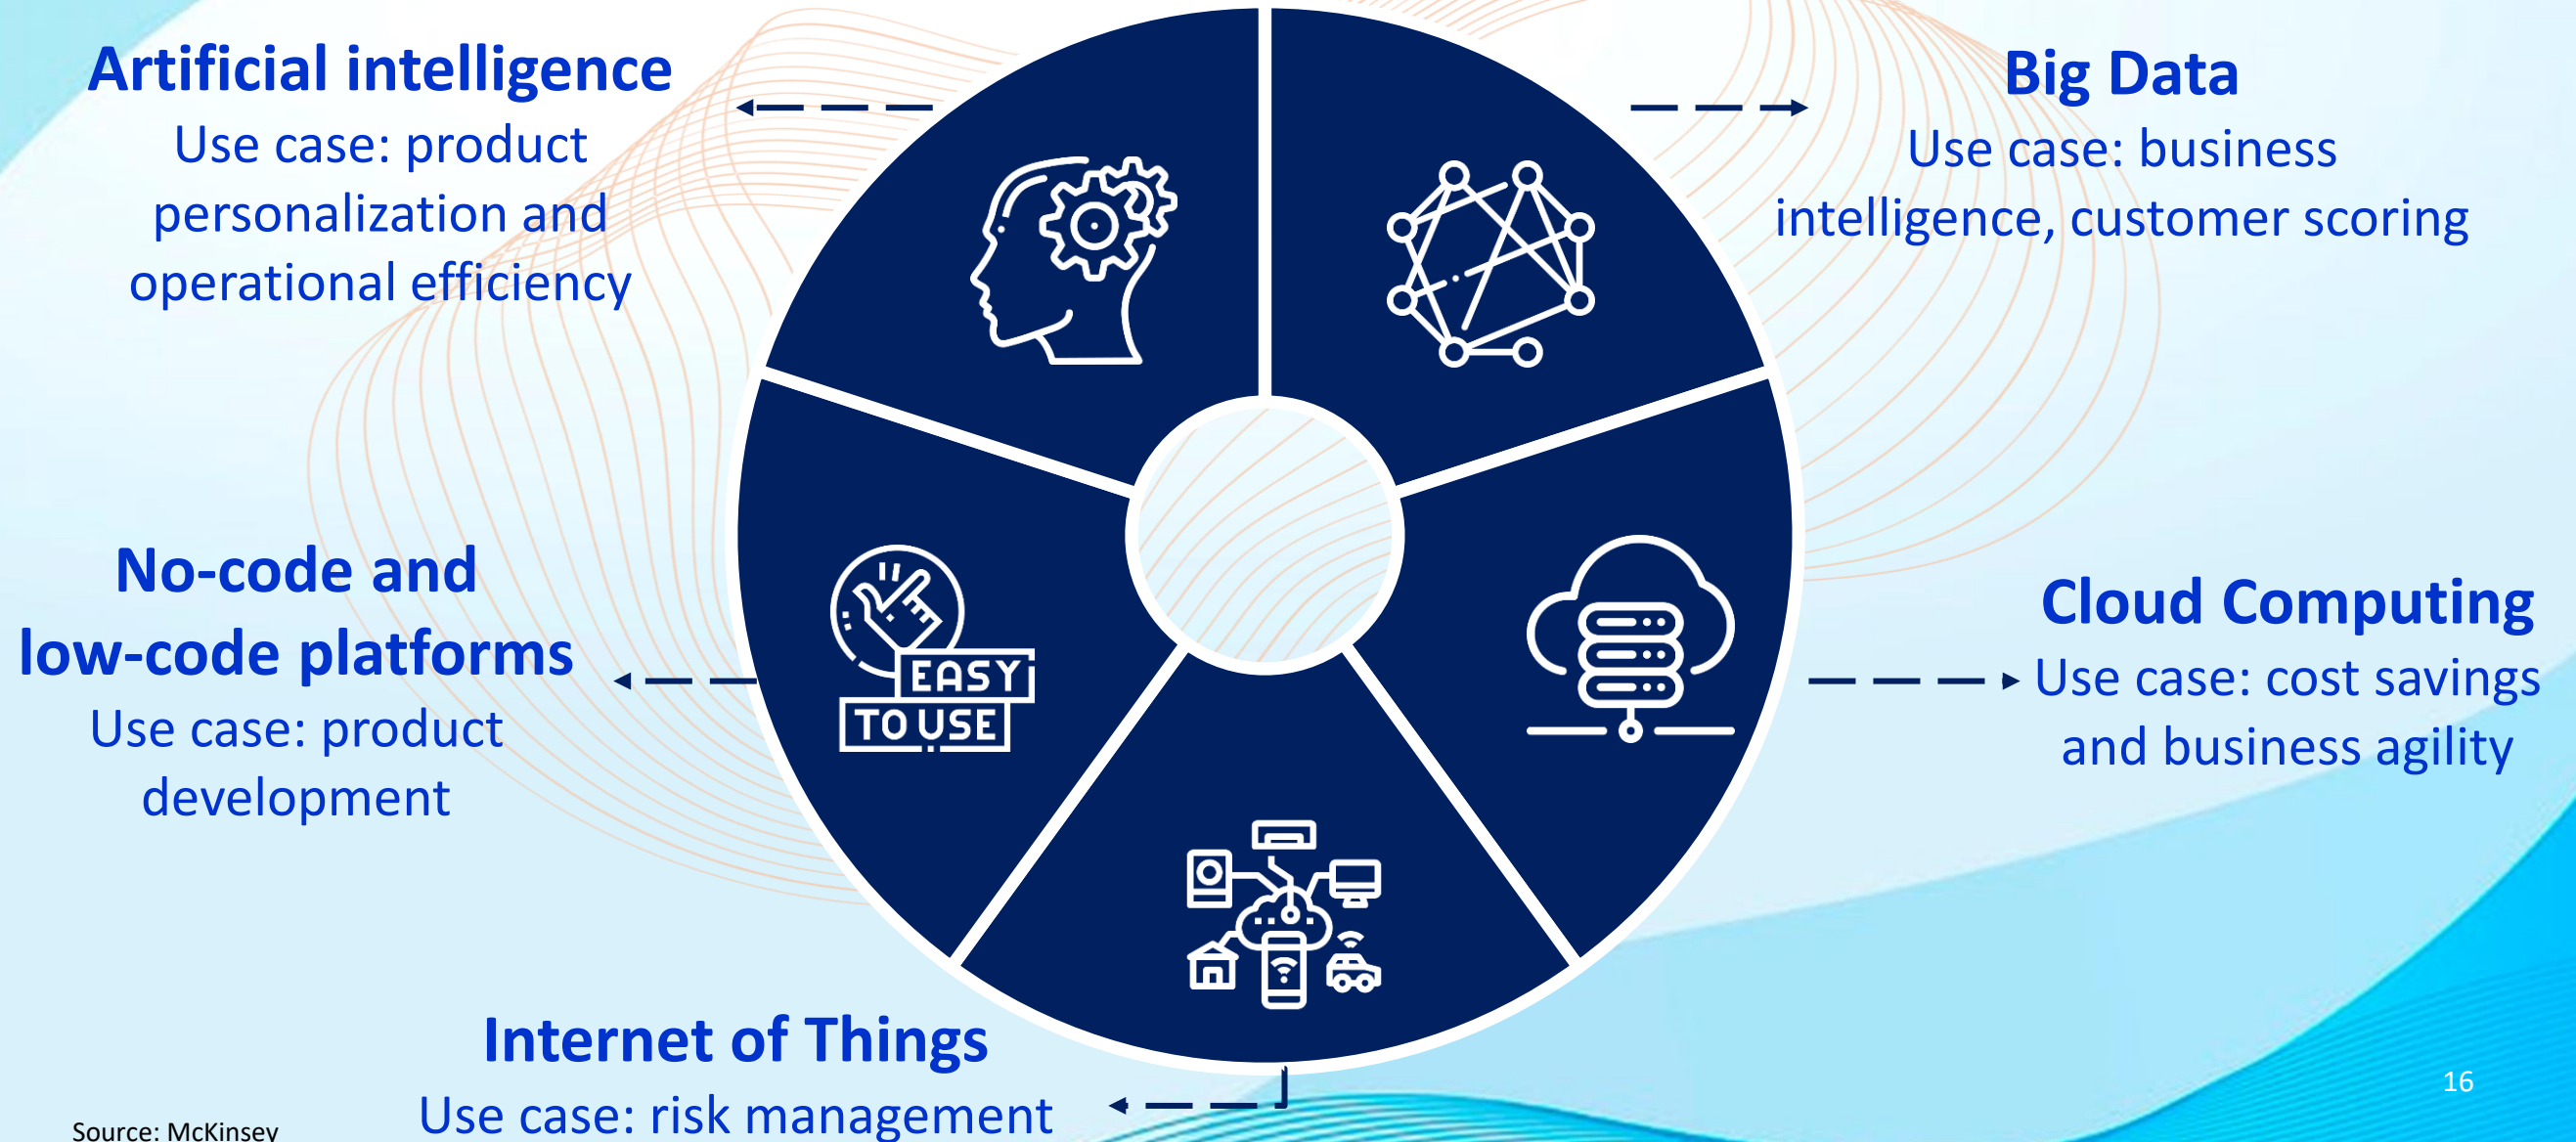 Artificial intelligence
Use case: product
personalization and
operational efficiency
Big Data
Use case: business
intelligence, customer scoring
No-code and
low-code platforms
Use case: product
development
EASY
TO USE
Cloud Computing
Use case: cost savings
and business agility
Internet of Things
Use case: risk management
Source: McKinsey
16